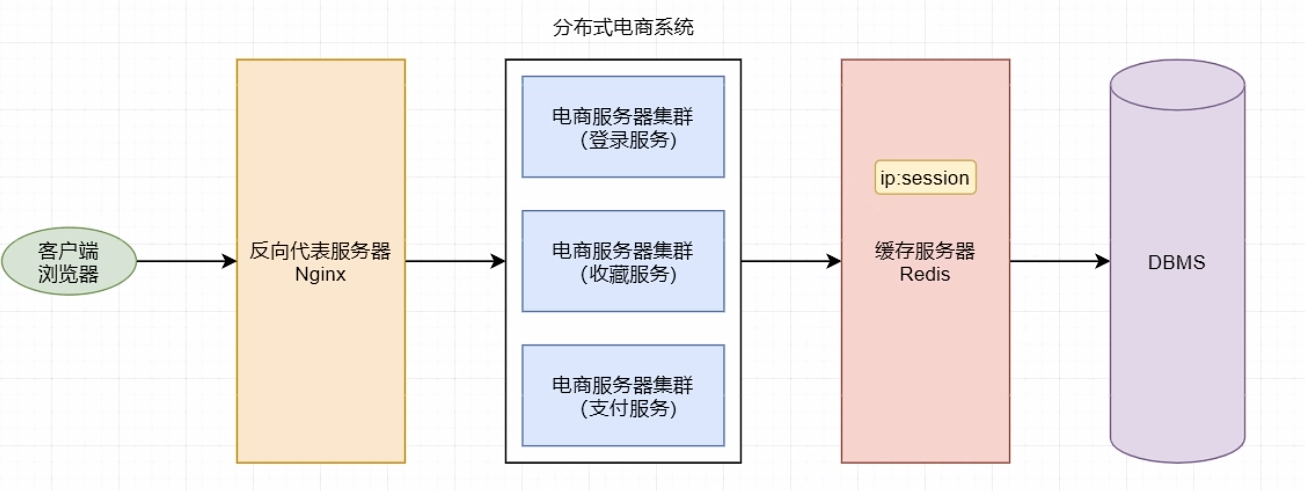 分布式电商系统
客户端
浏览器
反向代表服务器
Nginx
电商服务器集群
(登录服务)
电商服务器集群
(收藏服务)
电商服务器集群
(支付服务)
ip:session
缓存服务器
Redis
DBMS